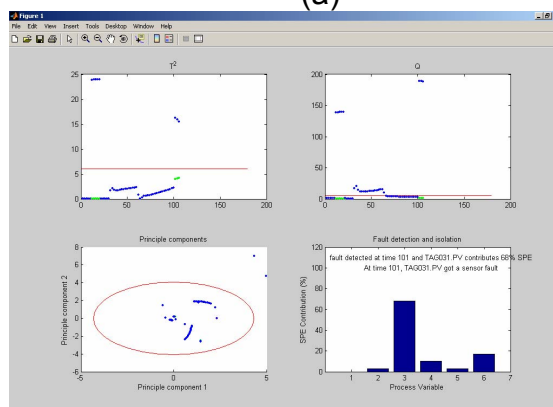 (a)
Figure 1
File Edit View Insert Tools Desktop Window Help
T²
25
20
15
10
5
0
0 50 100 150 200
Q
200
150
100
50
0
0 50 100 150 200
Principle components
Principle component 2
8
6
4
2
0
-2
-4
-6
-5 0 5
Principle component 1
Fault detection and isolation
fault detected at time 101 and TAG031.PV contributes 68% SPE
At time 101, TAG031.PV got a sensor fault
SPE Contribution (%)
120
100
80
60
40
20
0
1 2 3 4 5 6 7
Process Variable